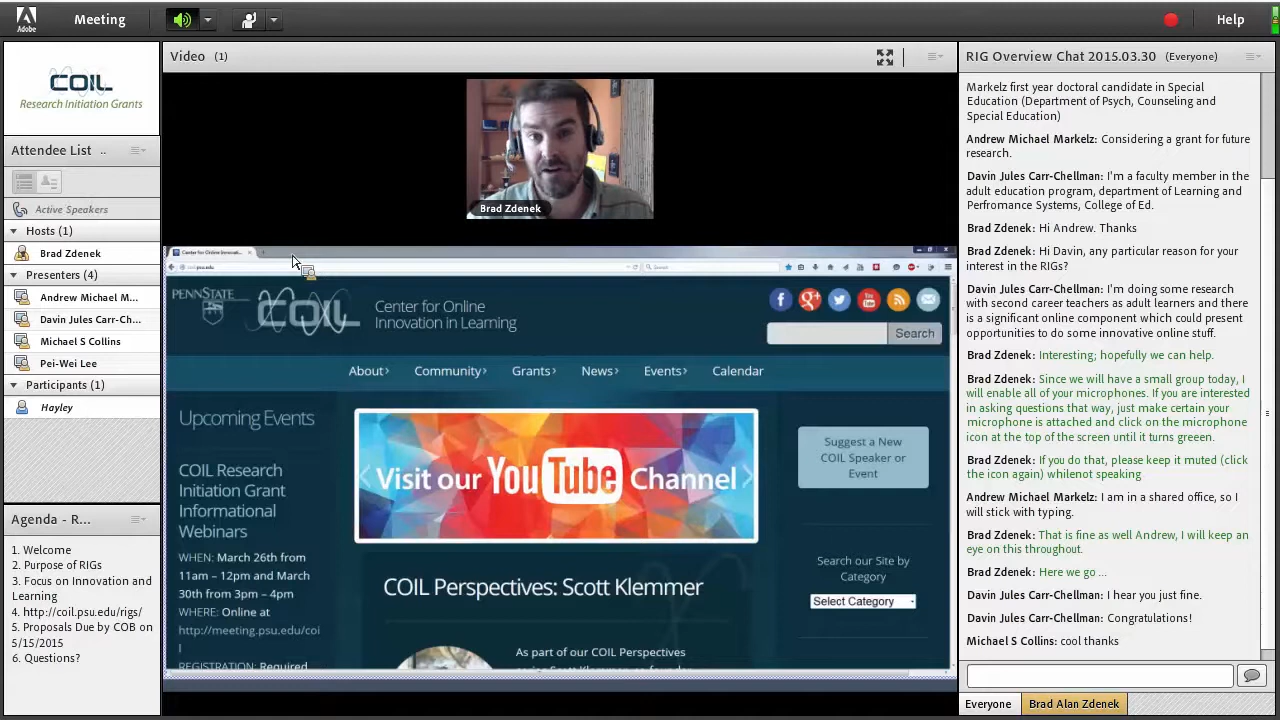 Adobe
Meeting
Help
COIL
Research Initiation Grants
Attendee List ..
Active Speakers
Hosts (1)
Brad Zdenek
Presenters (4)
Andrew Michael M...
Davin Jules Carr-Ch...
Michael S Collins
Pei-Wei Lee
Participants (1)
Hayley
Agenda - R...
1. Welcome
2. Purpose of RIGs
3. Focus on Innovation and
Learning
4. http://coil.psu.edu/rigs/
5. Proposals Due by COB on
5/15/2015
6. Questions?
Video (1)
Brad Zdenek
Center for Online Innovati...
coil.psu.edu
Search
PENNSTATE
COIL
Center for Online
Innovation in Learning
Search
About
Community
Grants
News
Events
Calendar
Upcoming Events
COIL Research
Initiation Grant
Informational
Webinars
WHEN: March 26th from
11am – 12pm and March
30th from 3pm – 4pm
WHERE: Online at
http://meeting.psu.edu/coi
l
REGISTRATION: Required
Visit our YouTube Channel
COIL Perspectives: Scott Klemmer
As part of our COIL Perspectives
Suggest a New
COIL Speaker or
Event
Search our Site by
Category
Select Category
RIG Overview Chat 2015.03.30 (Everyone)
Markelz first year doctoral candidate in Special
Education (Department of Psych, Counseling and
Special Education)
Andrew Michael Markelz: Considering a grant for future
research.
Davin Jules Carr-Chellman: I'm a faculty member in the
adult education program, department of Learning and
Perfromance Systems, College of Ed.
Brad Zdenek: Hi Andrew. Thanks
Brad Zdenek: Hi Davin, any particular reason for your
interest in the RIGs?
Davin Jules Carr-Chellman: I'm doing some research
with second career teachers as adult learners and there
is a significant online component which could present
opportunities to do some innovative online stuff.
Brad Zdenek: Interesting; hopefully we can help.
Brad Zdenek: Since we will have a small group today, I
will enable all of your microphones. If you are interested
in asking questions that way, just make certain your
microphone is attached and click on the microphone
icon at the top of the screen until it turns greeen.
Brad Zdenek: If you do that, please keep it muted (click
the icon again) whilenot speaking
Andrew Michael Markelz: I am in a shared office, so I
will stick with typing.
Brad Zdenek: That is fine as well Andrew, I will keep an
eye on this throughout.
Brad Zdenek: Here we go ...
Davin Jules Carr-Chellman: I hear you just fine.
Davin Jules Carr-Chellman: Congratulations!
Michael S Collins: cool thanks
Everyone
Brad Alan Zdenek